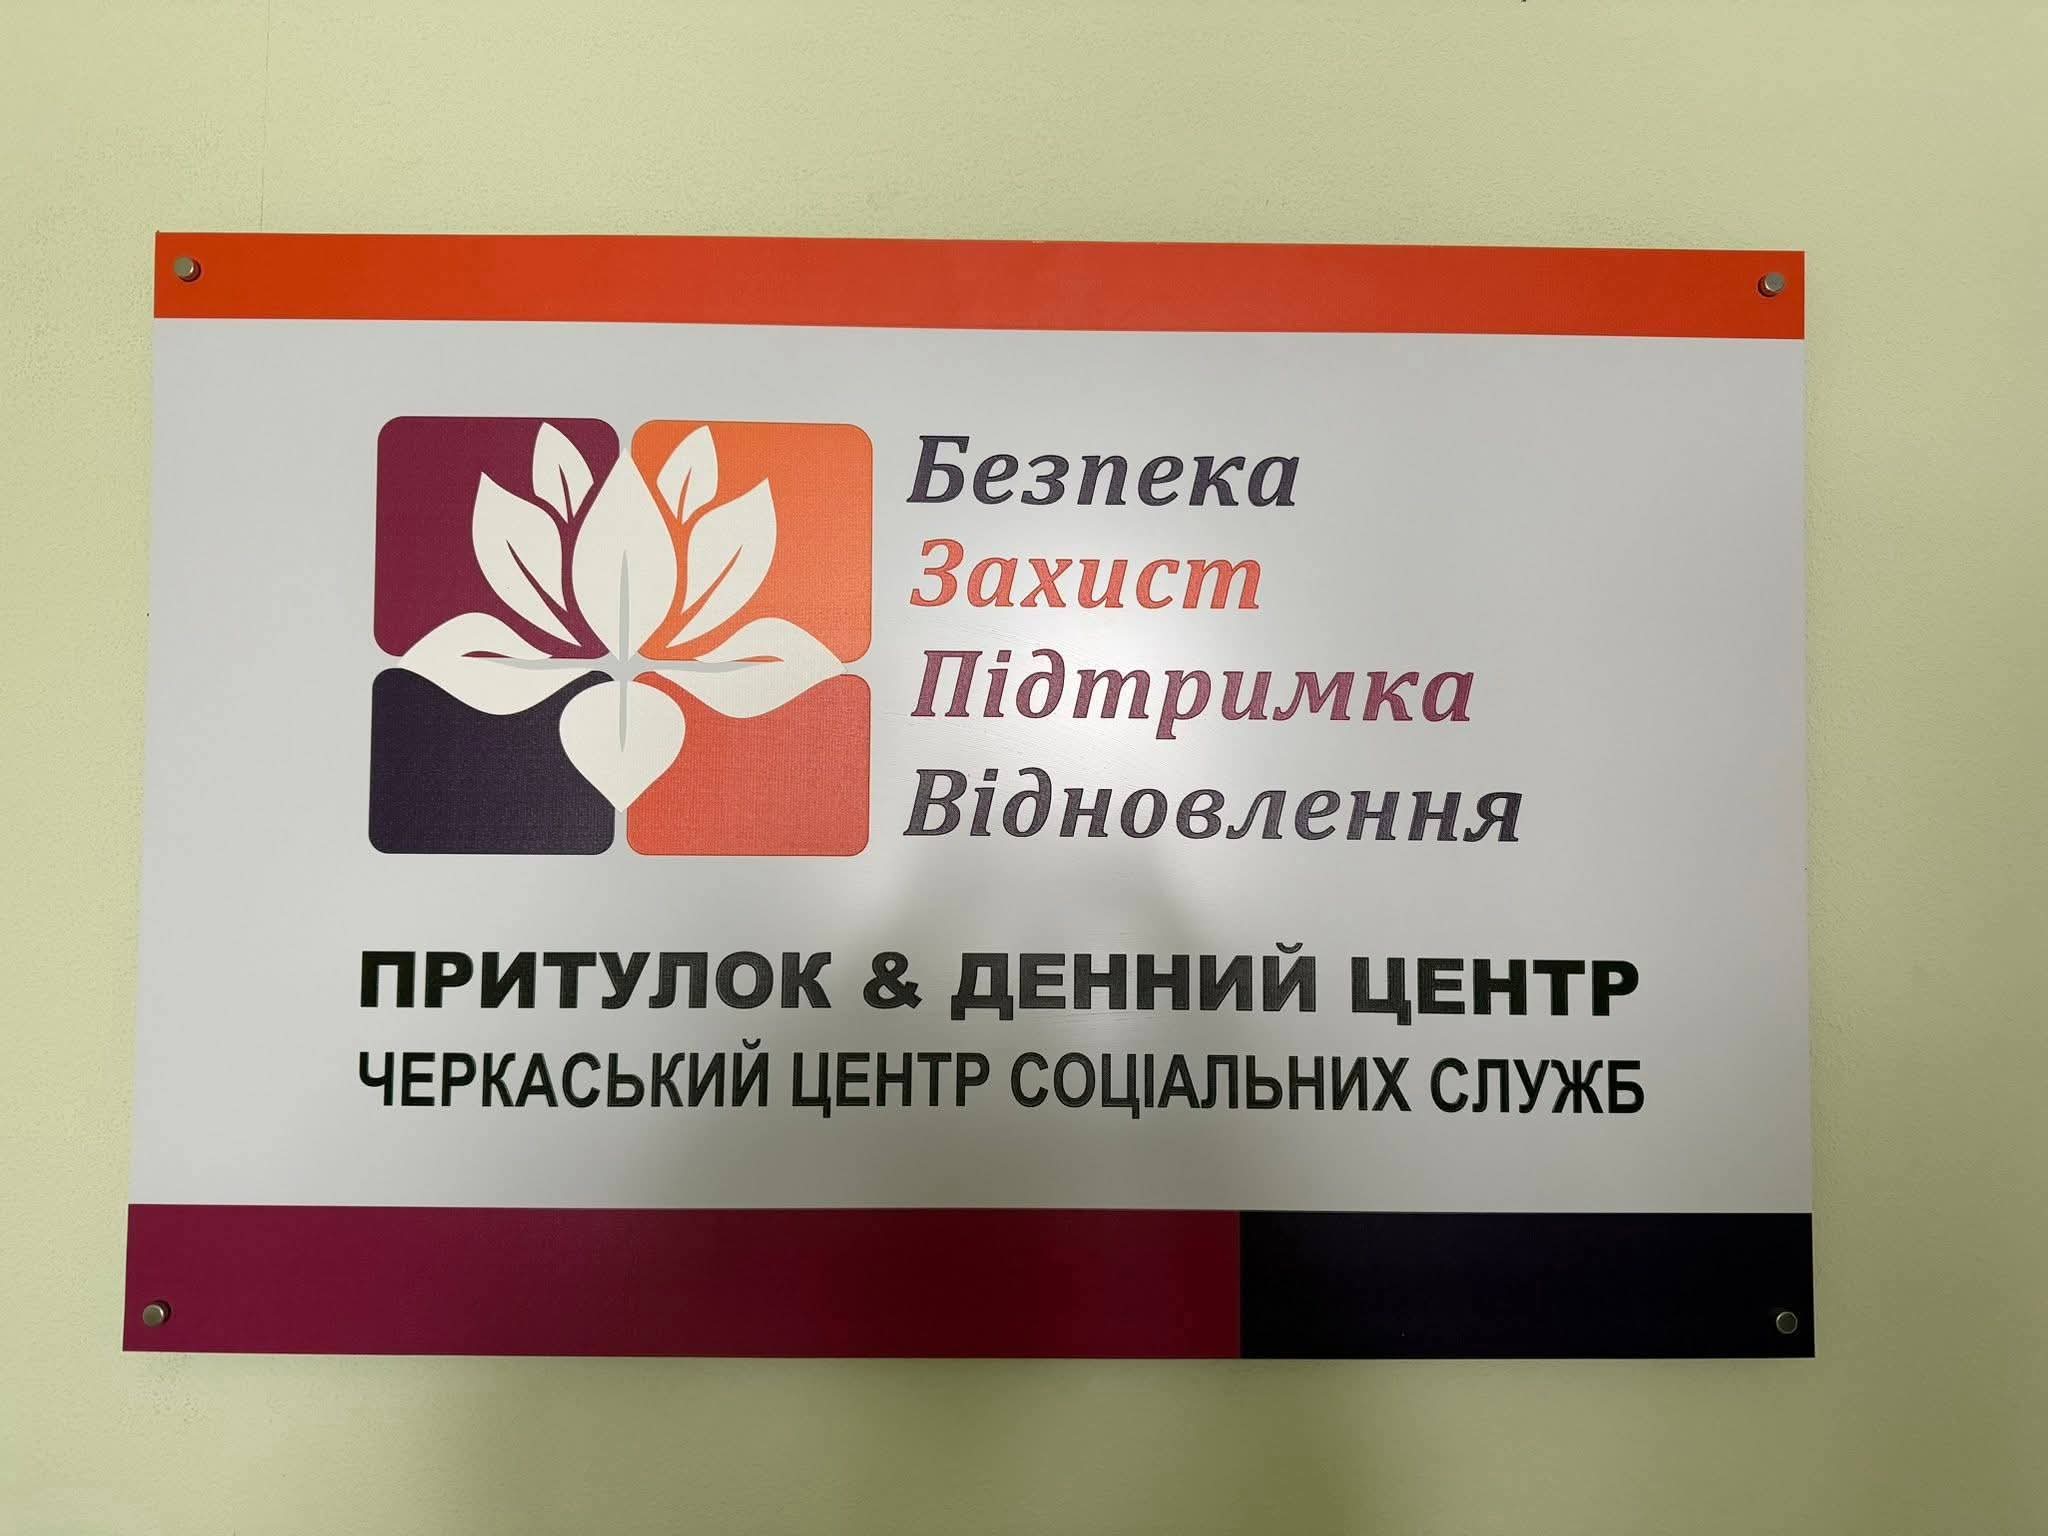 Безпека
Захист
Підтримка
Відновлення
ПРИТУЛОК & ДЕННИЙ ЦЕНТР
ЧЕРКАСЬКИЙ ЦЕНТР СОЦІАЛЬНИХ СЛУЖБ